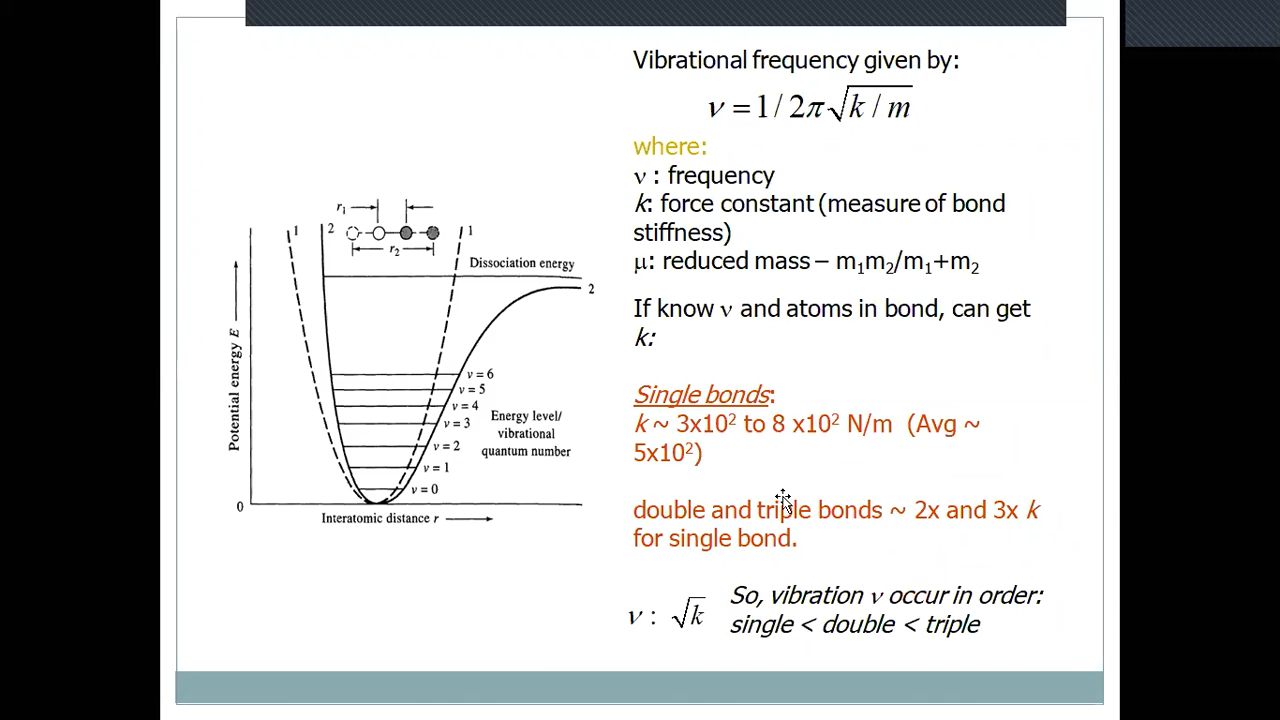 Vibrational frequency given by:
ν = 1 / 2π√k / m
where:
ν : frequency
k: force constant (measure of bond
stiffness)
μ: reduced mass – m₁m₂/m₁+m₂
If know ν and atoms in bond, can get
k:
Single bonds:
k ~ 3x10² to 8 x10² N/m (Avg ~
5x10²)
double and triple bonds ~ 2x and 3x k
for single bond.
ν : √k
So, vibration ν occur in order:
single < double < triple
r₁
1
2
1
r₂
Dissociation energy
2
Potential energy E
v = 6
v = 5
v = 4
v = 3
v = 2
v = 1
v = 0
Energy level/
vibrational
quantum number
0
Interatomic distance r